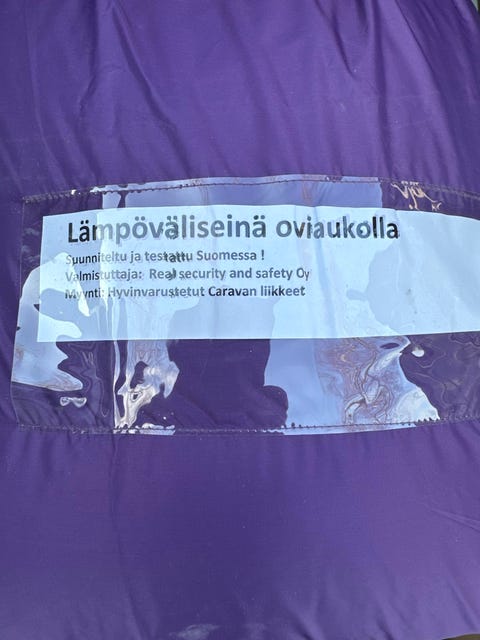 Lämpöväliseinä oviaukolla
Suunniteltu ja testattu Suomessa !
Valmistuttaja: Real security and safety Oy
Myynti: Hyvinvarustetut Caravan liikkeet